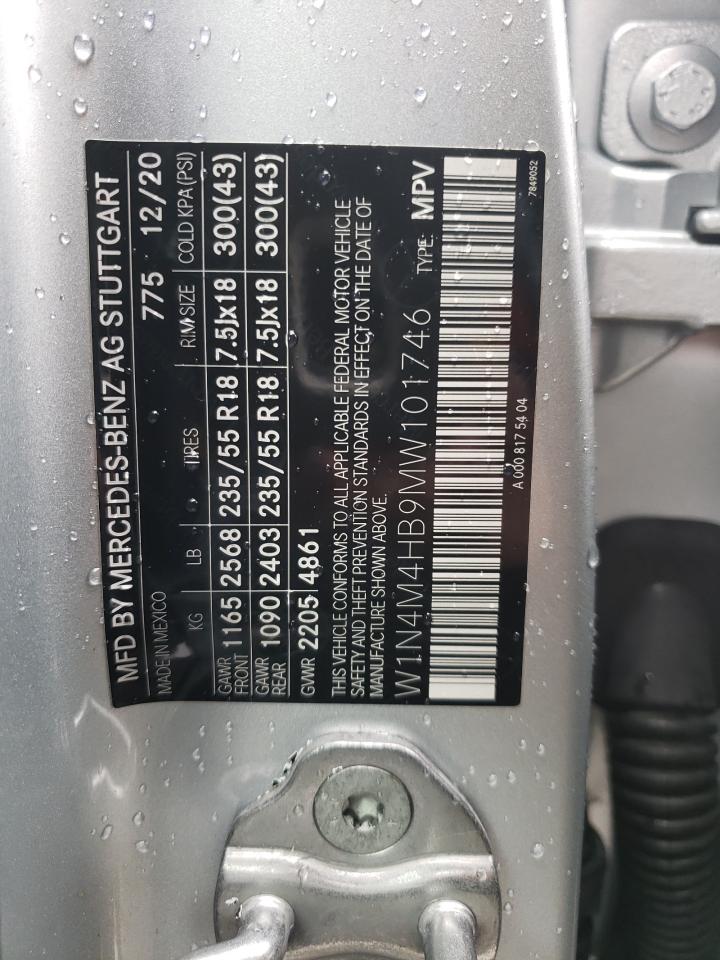 MFD BY MERCEDES-BENZ AG STUTTGART
MADE IN MEXICO 775 12/20
KG LB TIRES RIM SIZE COLD KPA(PSI)
GAWR FRONT 1165 2568 235/55 R18 7.5Jx18 300(43)
GAWR REAR 1090 2403 235/55 R18 7.5Jx18 300(43)
GVWR 2205 4861
THIS VEHICLE CONFORMS TO ALL APPLICABLE FEDERAL MOTOR VEHICLE
SAFETY AND THEFT PREVENTION STANDARDS IN EFFECT ON THE DATE OF
MANUFACTURE SHOWN ABOVE.
W1N4M4HB9MW101746 TYPE: MPV
A 000 817 54 04
7849052